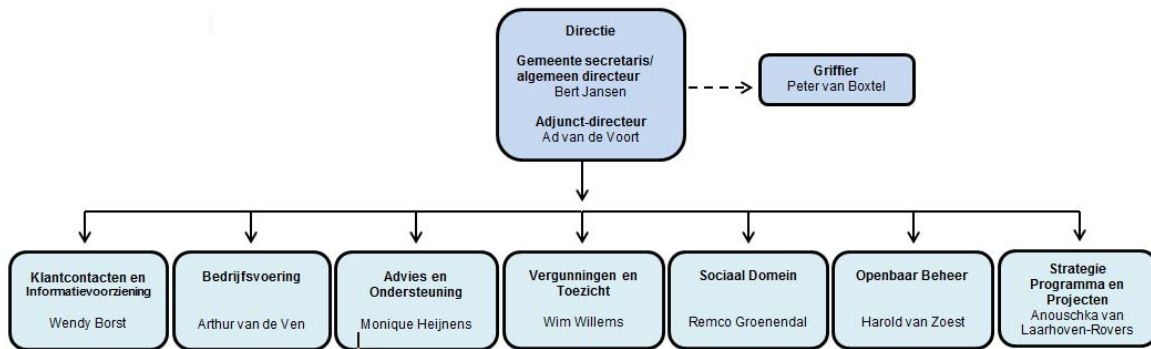 Directie
Gemeente secretaris/
algemeen directeur
Bert Jansen
Adjunct-directeur
Ad van de Voort
Griffier
Peter van Boxtel
Klantcontacten en
Informatievoorziening
Wendy Borst
Bedrijfsvoering
Arthur van de Ven
Advies en
Ondersteuning
Monique Heijnens
Vergunningen en
Toezicht
Wim Willems
Sociaal Domein
Remco Groenendal
Openbaar Beheer
Harold van Zoest
Strategie
Programma en
Projecten
Anouschka van
Laarhoven-Rovers